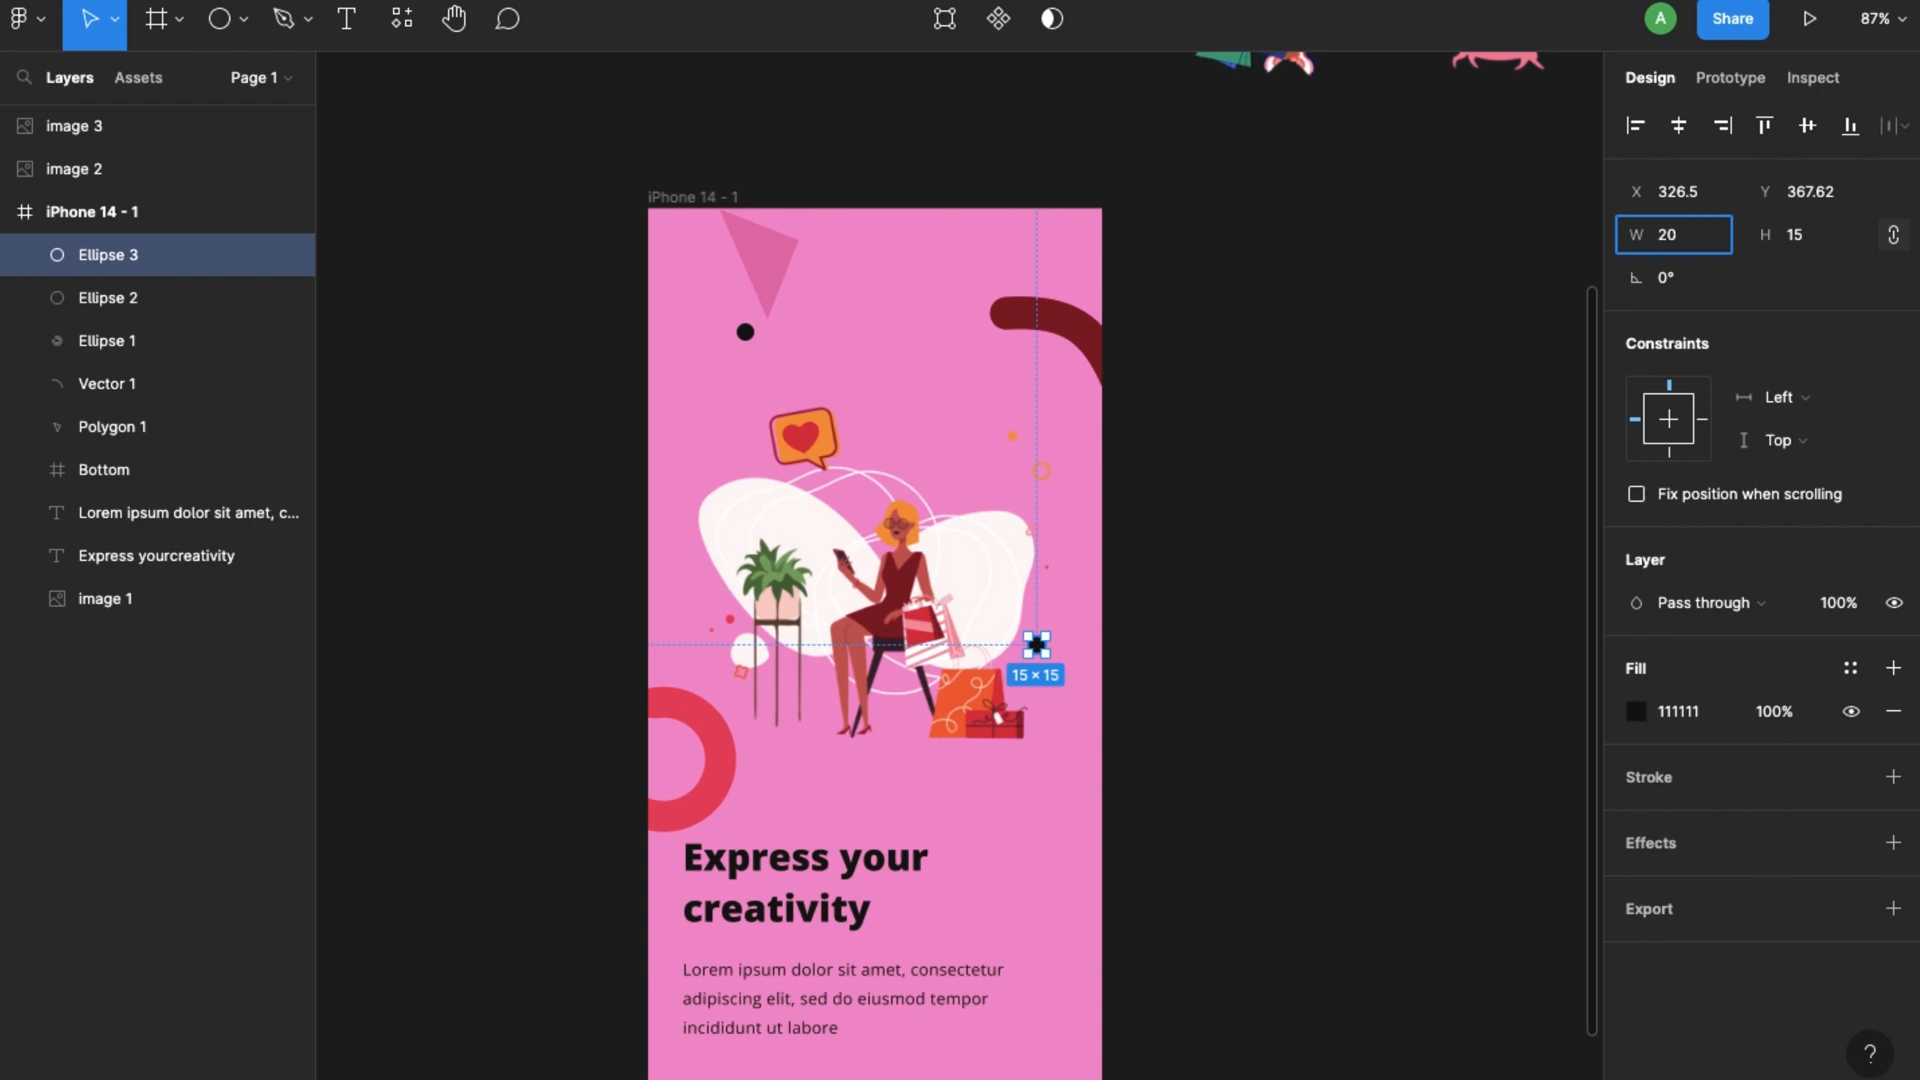 A
Share
87%
Layers
Assets
Page 1
image 3
image 2
iPhone 14 - 1
Ellipse 3
Ellipse 2
Ellipse 1
Vector 1
Polygon 1
Bottom
Lorem ipsum dolor sit amet, c...
Express yourcreativity
image 1
iPhone 14 - 1
15 × 15
Express your
creativity
Lorem ipsum dolor sit amet, consectetur
adipiscing elit, sed do eiusmod tempor
incididunt ut labore
Design
Prototype
Inspect
X 326.5
Y 367.62
W 20
H 15
0°
Constraints
Left
Top
Fix position when scrolling
Layer
Pass through
100%
Fill
111111
100%
Stroke
Effects
Export
?